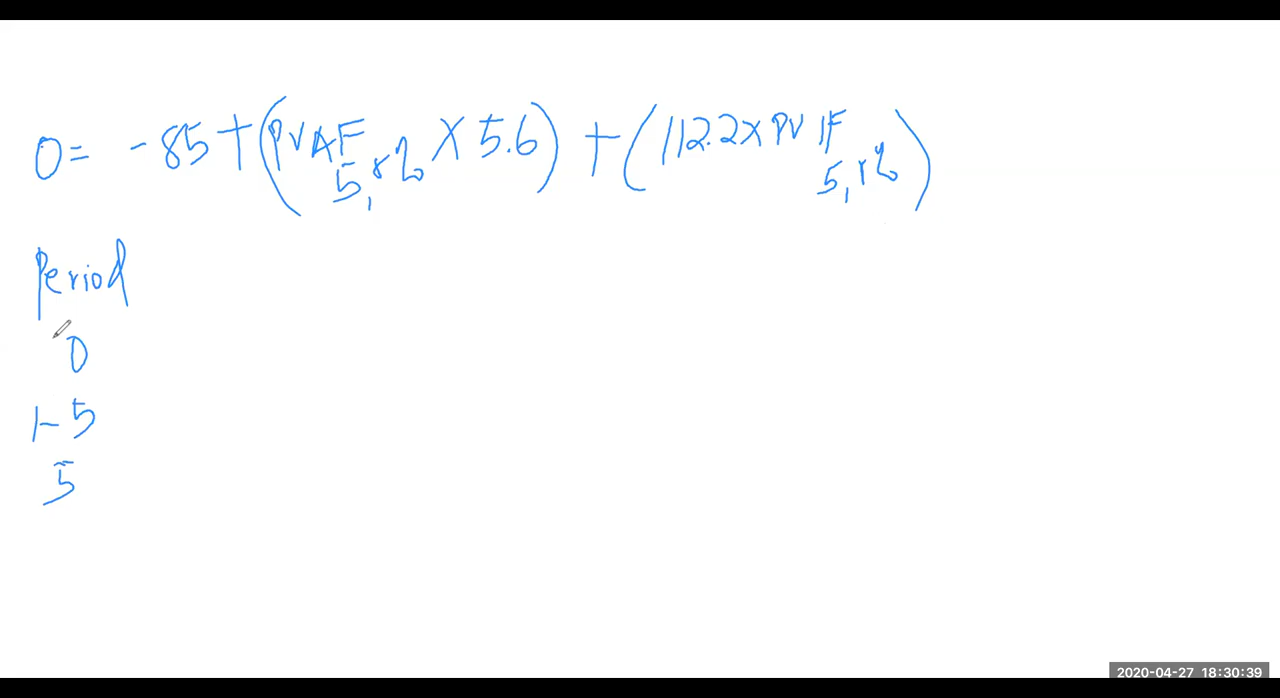 0 = -85 + (PVAF 5, r% X 5.6) + (112.2 x PVIF 5, r%)
Period
0
1-5
5
2020-04-27 18:30:39